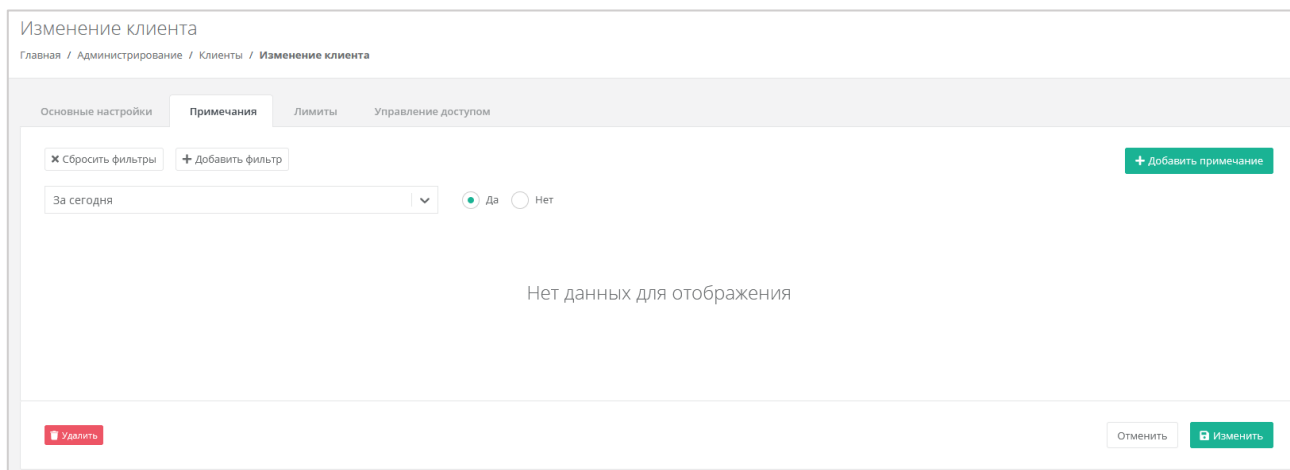 Изменение клиента
Главная / Администрирование / Клиенты / Изменение клиента
Основные настройки Примечания Лимиты Управление доступом
Сбросить фильтры Добавить фильтр Добавить примечание
За сегодня Да Нет
Нет данных для отображения
Удалить Отменить Изменить